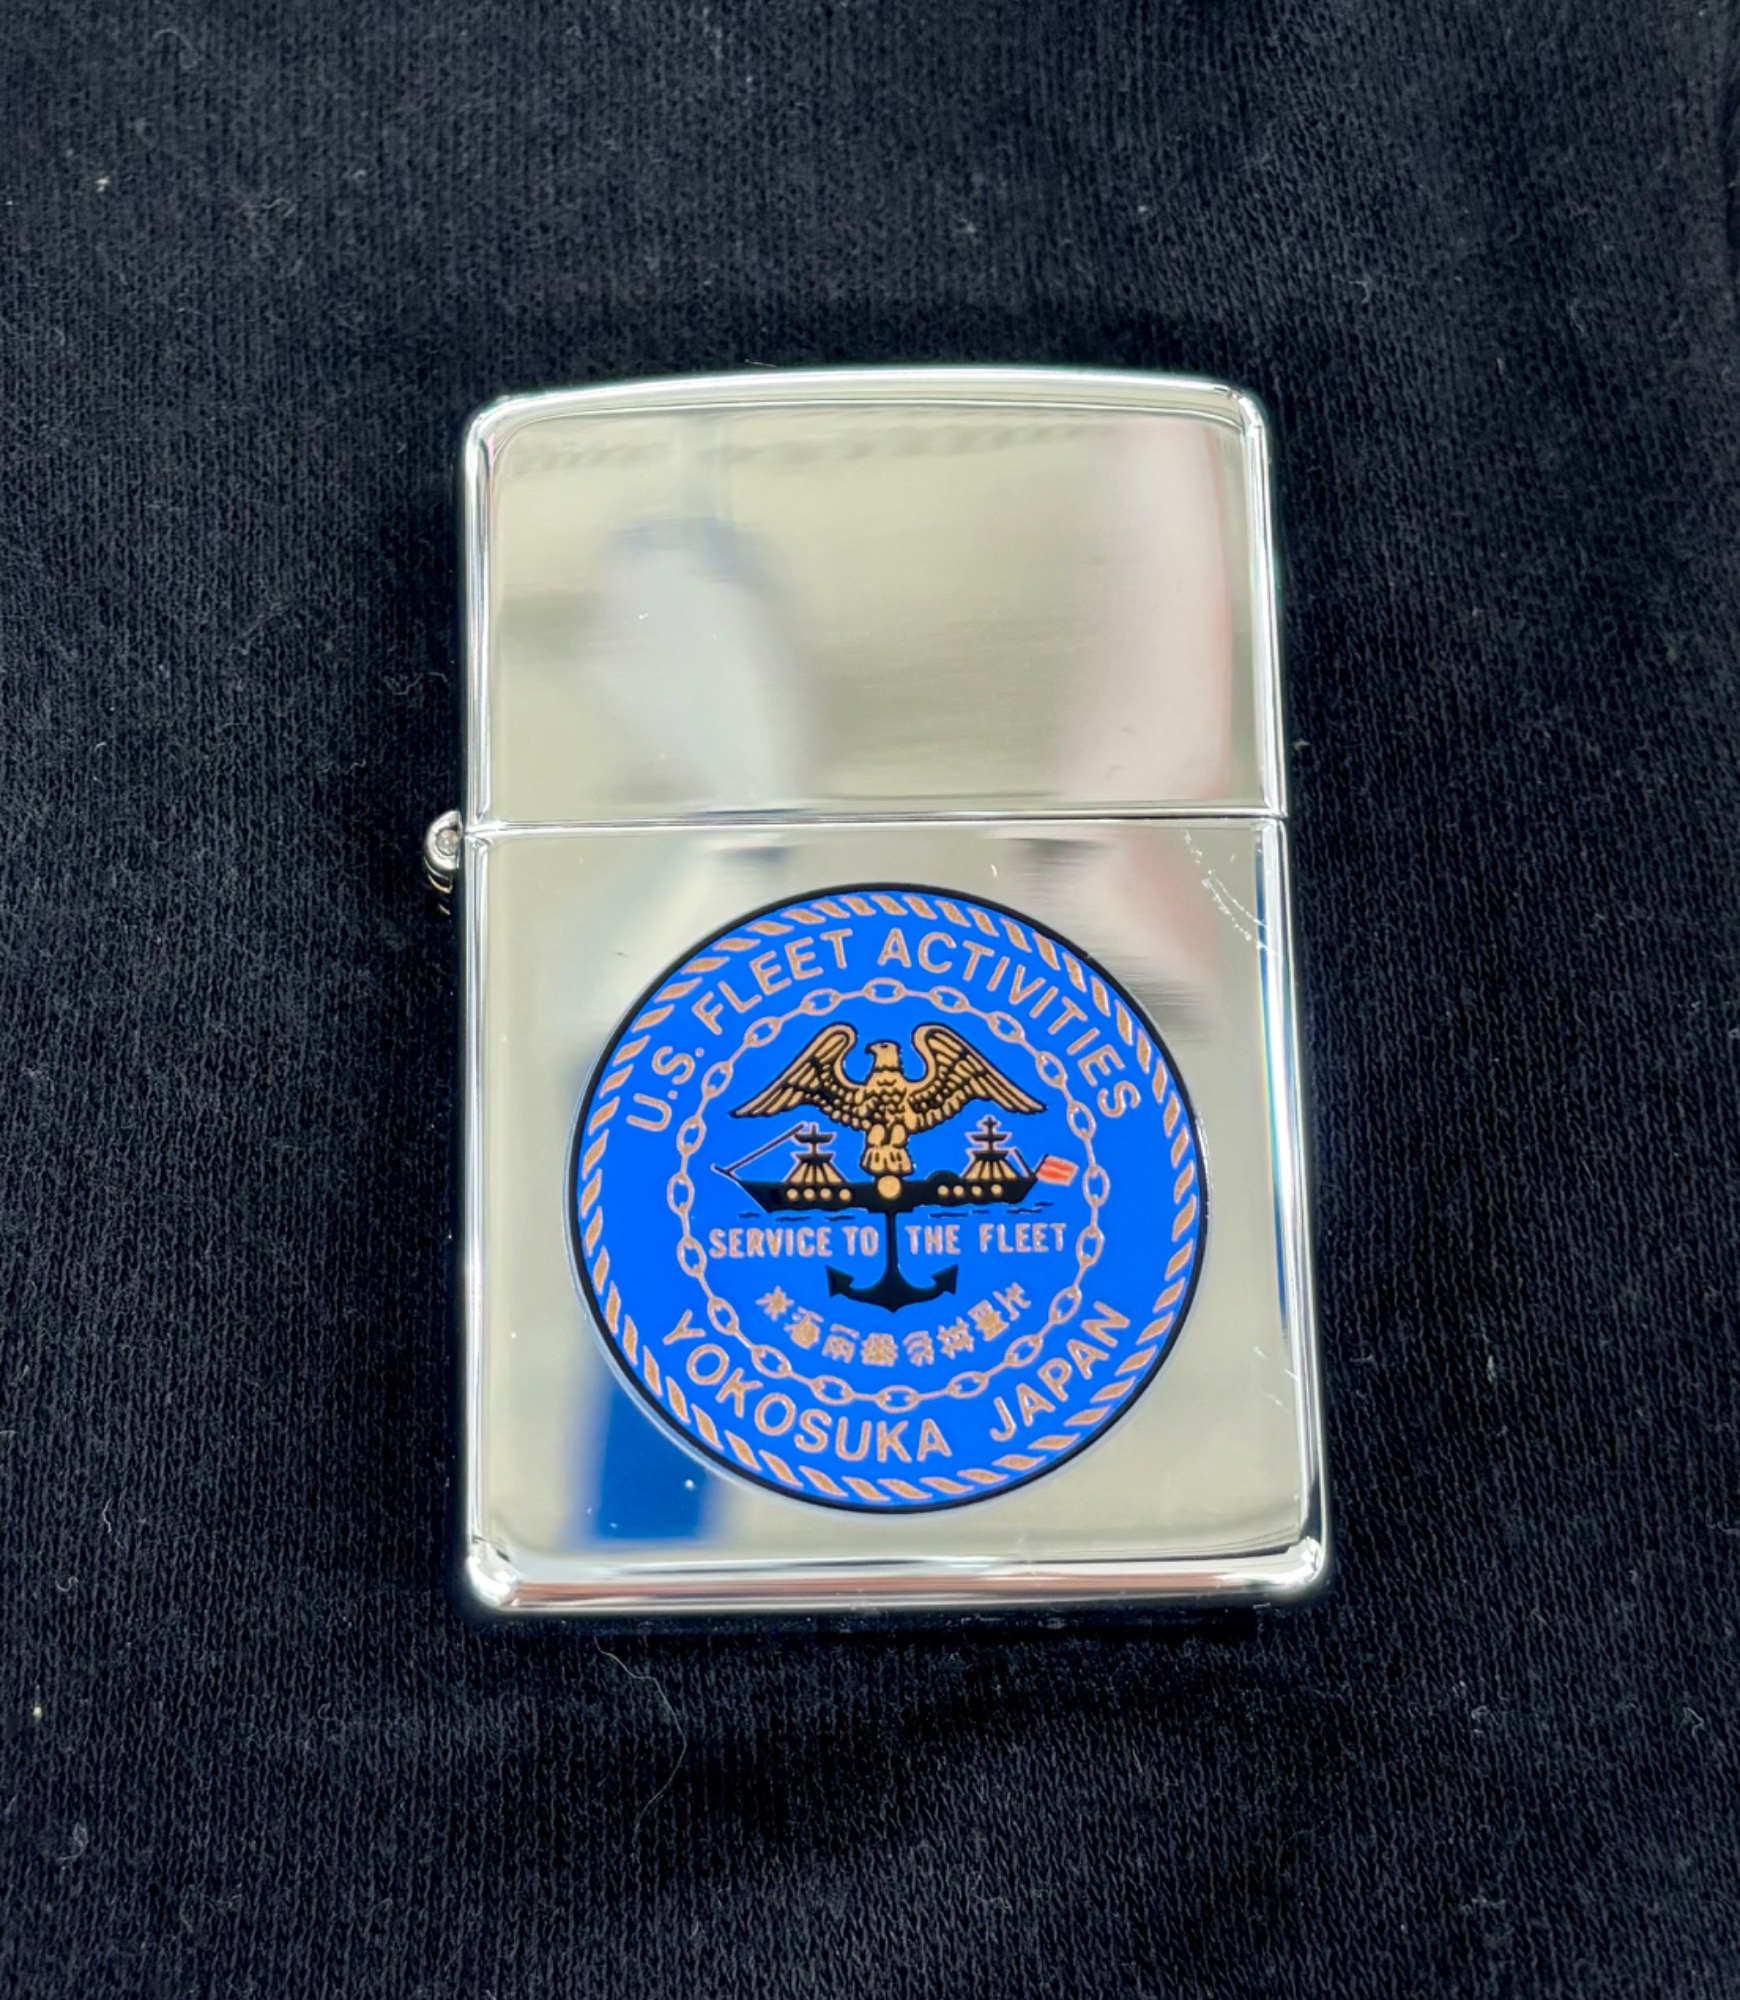 U.S. FLEET ACTIVITIES
SERVICE TO THE FLEET
YOKOSUKA JAPAN